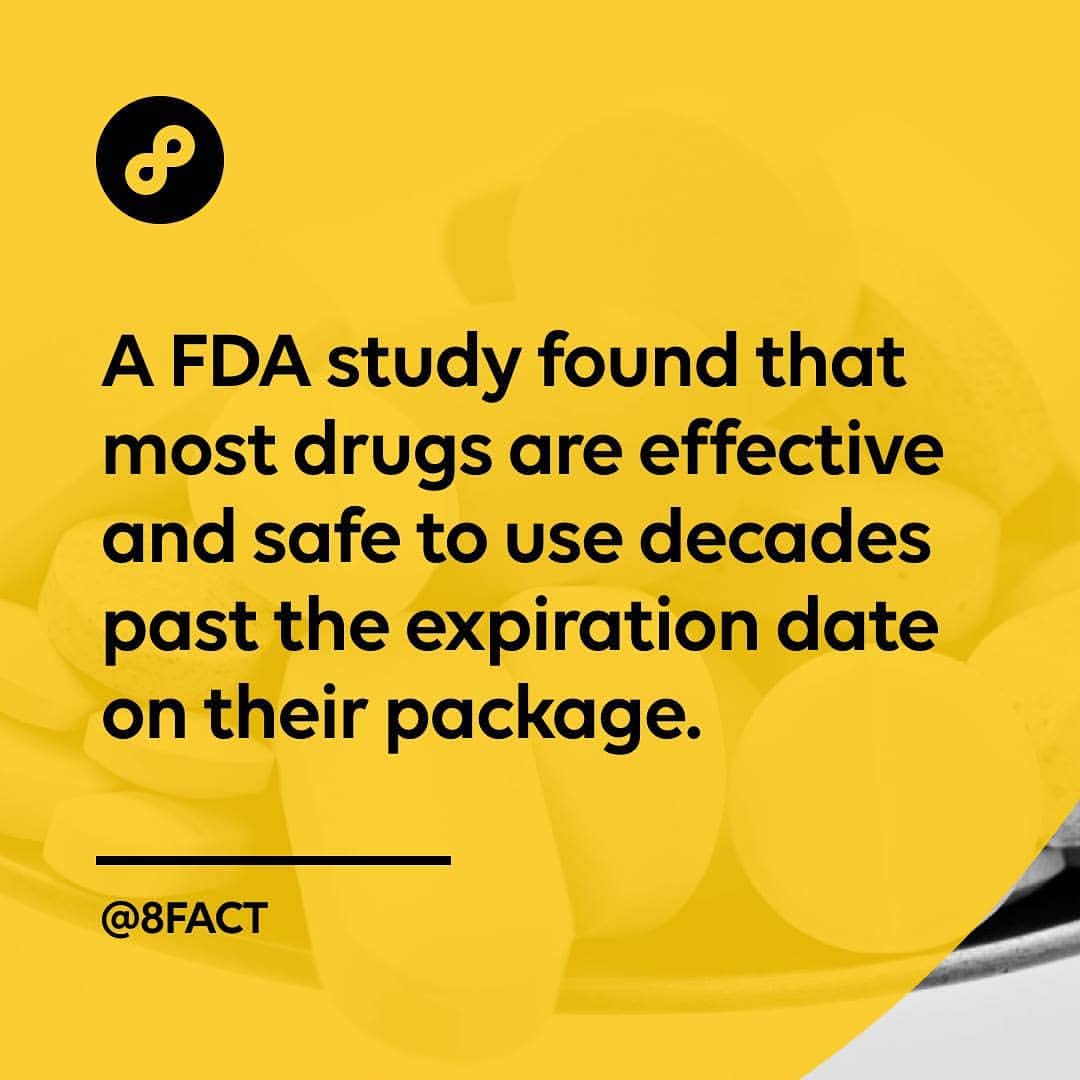 A FDA study found that
most drugs are effective
and safe to use decades
past the expiration date
on their package.
@8FACT